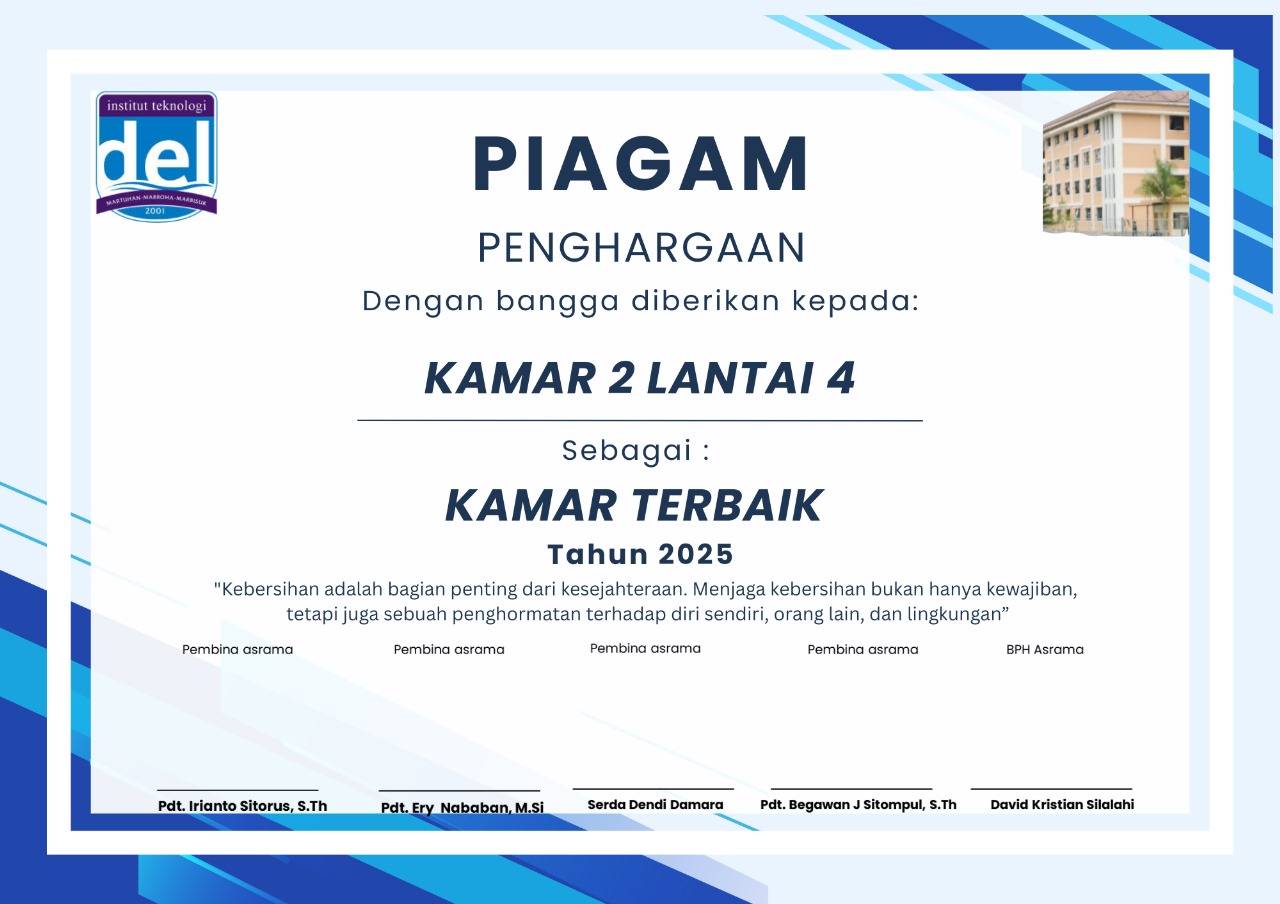 institut teknologi
del
MARTUHAN-MARROHA-MARBISUK
2001
PIAGAM
PENGHARGAAN
Dengan bangga diberikan kepada:
KAMAR 2 LANTAI 4
Sebagai :
KAMAR TERBAIK
Tahun 2025
"Kebersihan adalah bagian penting dari kesejahteraan. Menjaga kebersihan bukan hanya kewajiban,
tetapi juga sebuah penghormatan terhadap diri sendiri, orang lain, dan lingkungan”
Pembina asrama Pembina asrama Pembina asrama Pembina asrama BPH Asrama
Pdt. Irianto Sitorus, S.Th Pdt. Ery Nababan, M.Si Serda Dendi Damara Pdt. Begawan J Sitompul, S.Th David Kristian Silalahi